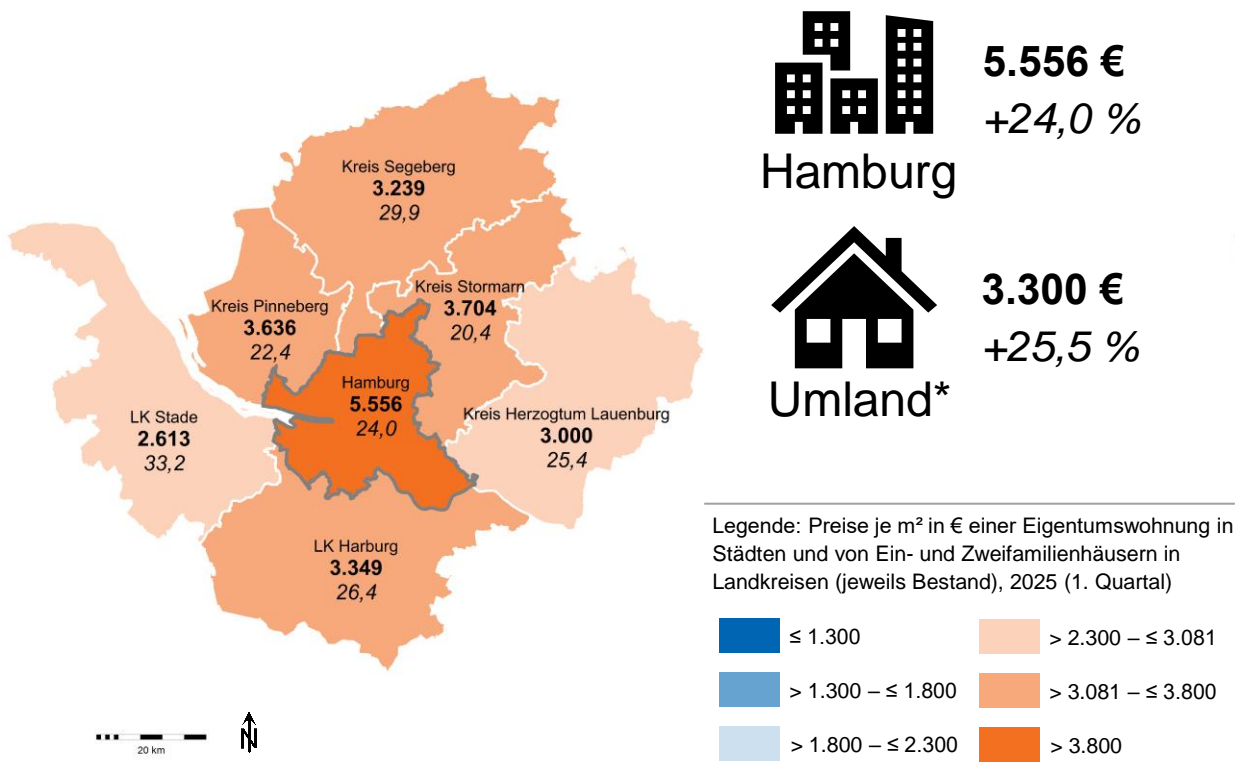 Kreis Segeberg
3.239
29,9
Kreis Pinneberg
3.636
22,4
Kreis Stormarn
3.704
20,4
Hamburg
5.556
24,0
LK Stade
2.613
33,2
Kreis Herzogtum Lauenburg
3.000
25,4
LK Harburg
3.349
26,4
20 km
N
5.556 €
+24,0 %
Hamburg
3.300 €
+25,5 %
Umland*
Legende: Preise je m² in € einer Eigentumswohnung in
Städten und von Ein- und Zweifamilienhäusern in
Landkreisen (jeweils Bestand), 2025 (1. Quartal)
≤ 1.300
> 1.300 – ≤ 1.800
> 1.800 – ≤ 2.300
> 2.300 – ≤ 3.081
> 3.081 – ≤ 3.800
> 3.800